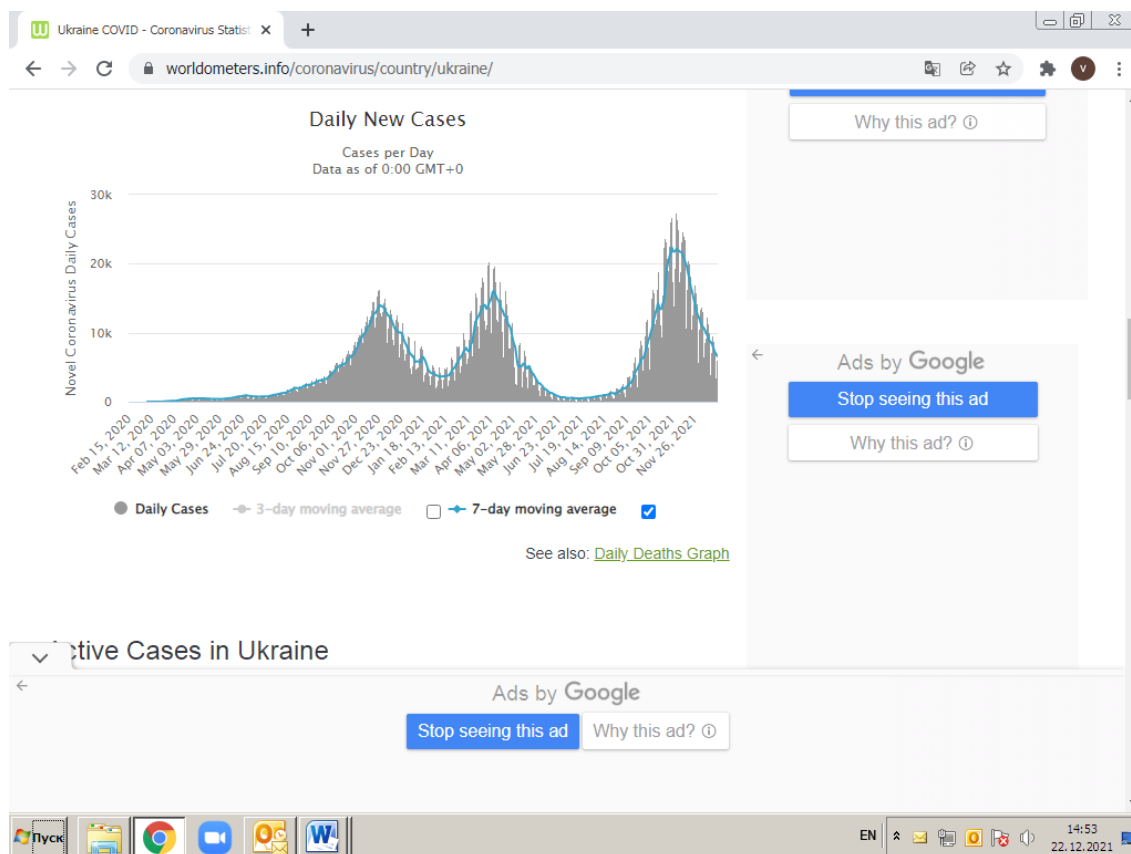 Ukraine COVID - Coronavirus Statist
worldometers.info/coronavirus/country/ukraine/
V
Why this ad?
Daily New Cases
Cases per Day
Data as of 0:00 GMT+0
Novel Coronavirus Daily Cases
30k
20k
10k
0
Feb 15, 2020
Mar 12, 2020
Apr 07, 2020
May 03, 2020
May 29, 2020
Jun 24, 2020
Jul 20, 2020
Aug 15, 2020
Sep 10, 2020
Oct 06, 2020
Nov 01, 2020
Nov 27, 2020
Dec 23, 2020
Jan 18, 2021
Feb 13, 2021
Mar 11, 2021
Apr 06, 2021
May 02, 2021
May 28, 2021
Jun 23, 2021
Jul 19, 2021
Aug 14, 2021
Sep 09, 2021
Oct 05, 2021
Oct 31, 2021
Nov 26, 2021
Daily Cases 3-day moving average 7-day moving average
See also: Daily Deaths Graph
Ads by Google
Stop seeing this ad
Why this ad?
ctive Cases in Ukraine
Ads by Google
Stop seeing this ad Why this ad?
Пуск
W
EN
14:53
22.12.2021